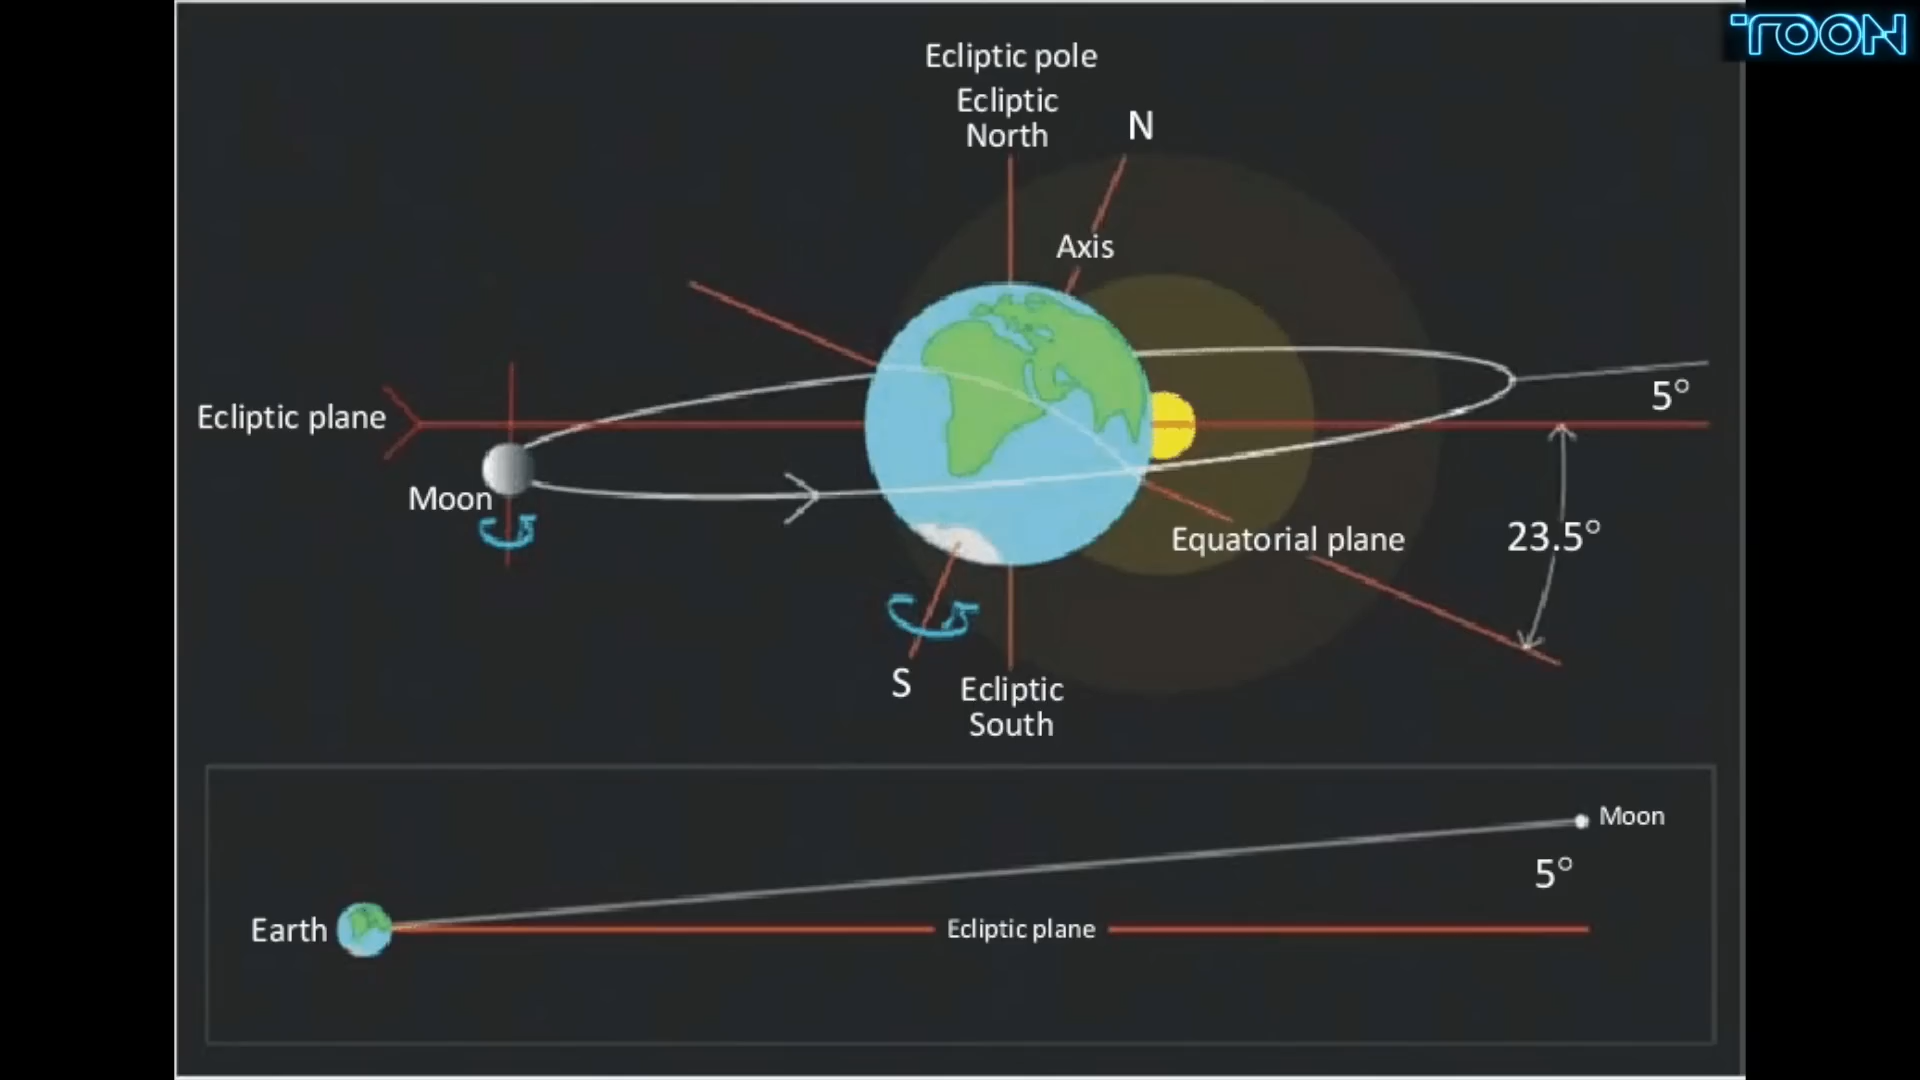 TOON
Ecliptic pole
Ecliptic
North
N
Axis
Ecliptic plane
5°
Moon
Equatorial plane
23.5°
S
Ecliptic
South
Moon
5°
Earth
Ecliptic plane